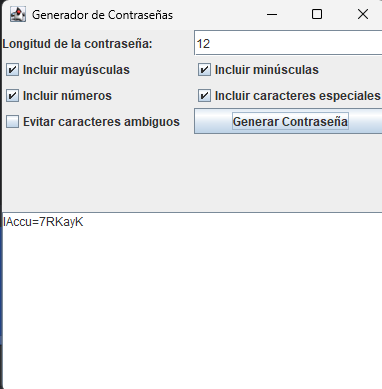 Generador de Contraseñas
Longitud de la contraseña:
12
Incluir mayúsculas
Incluir minúsculas
Incluir números
Incluir caracteres especiales
Evitar caracteres ambiguos
Generar Contraseña
lAccu=7RKayK